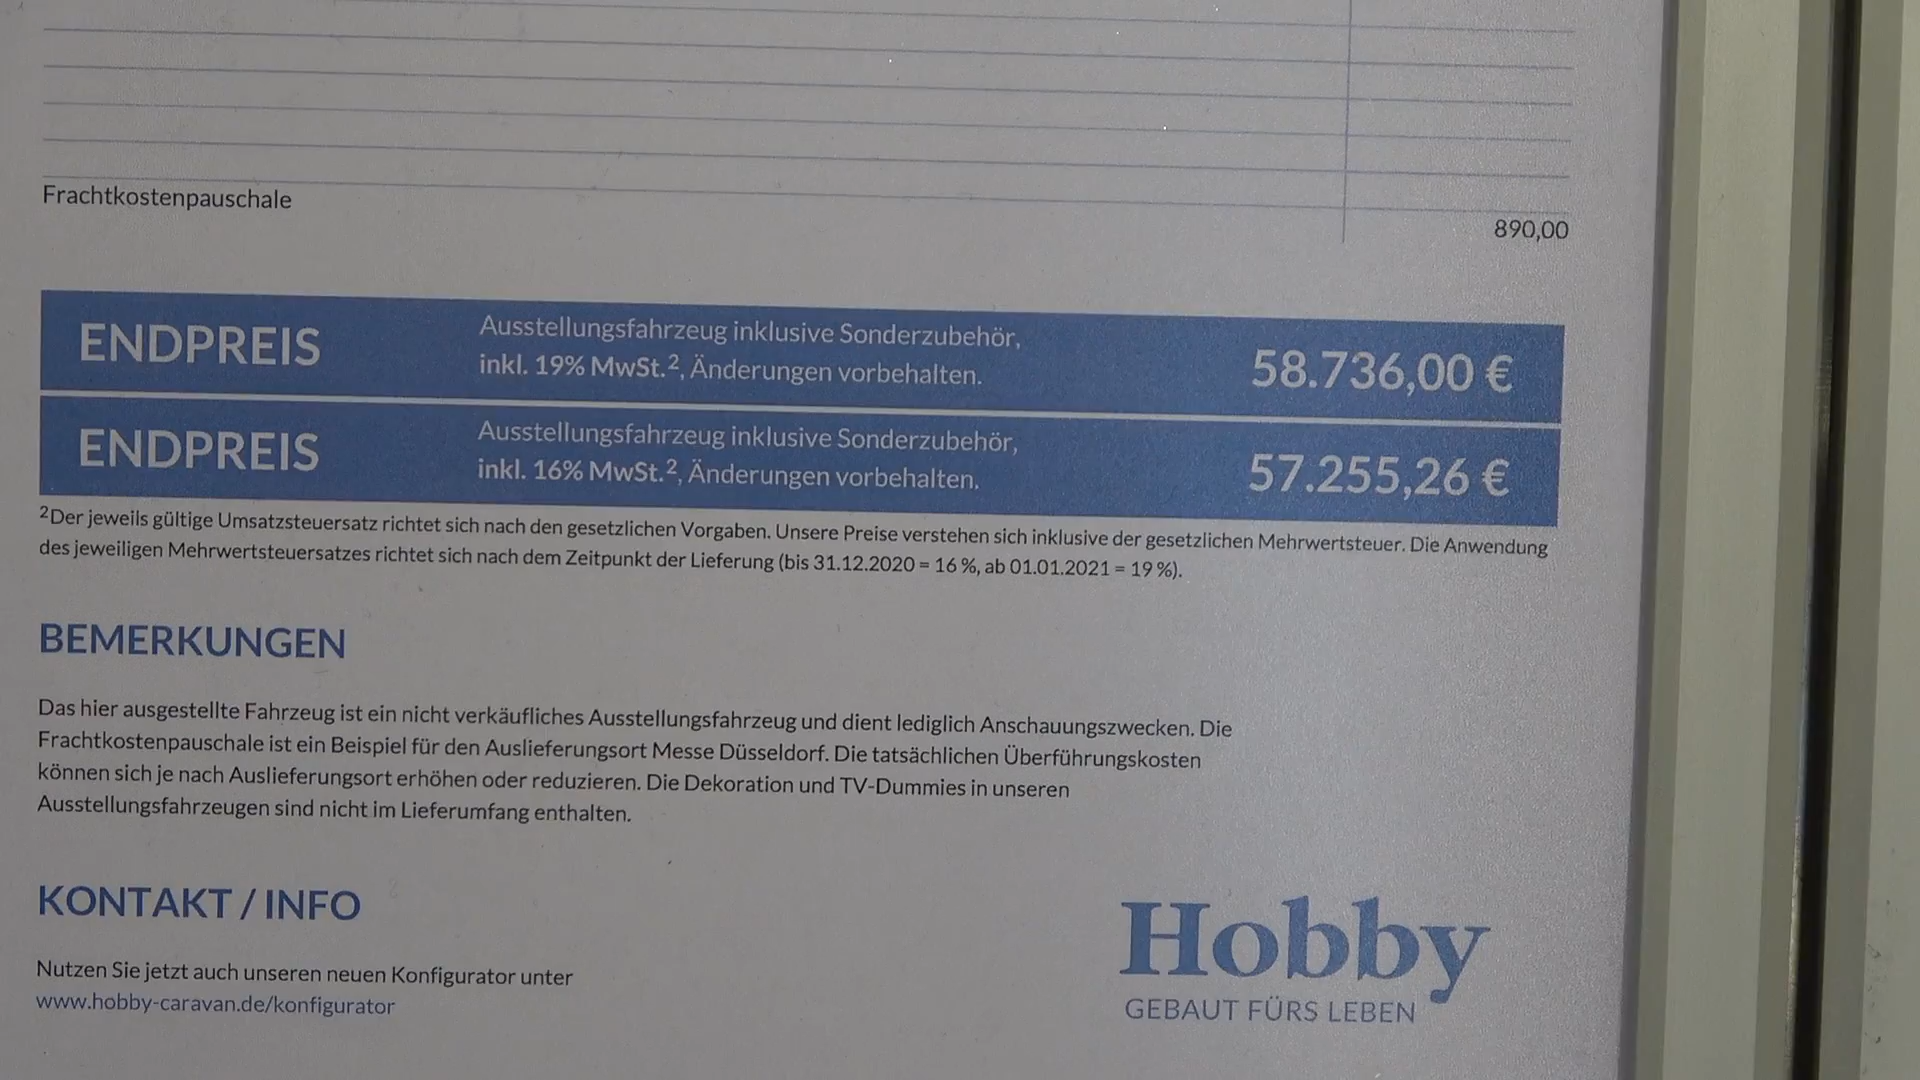 Frachtkostenpauschale
890,00
ENDPREIS
Ausstellungsfahrzeug inklusive Sonderzubehör,
inkl. 19% MwSt.², Änderungen vorbehalten.
58.736,00 €
ENDPREIS
Ausstellungsfahrzeug inklusive Sonderzubehör,
inkl. 16% MwSt.², Änderungen vorbehalten.
57.255,26 €
²Der jeweils gültige Umsatzsteuersatz richtet sich nach den gesetzlichen Vorgaben. Unsere Preise verstehen sich inklusive der gesetzlichen Mehrwertsteuer. Die Anwendung
des jeweiligen Mehrwertsteuersatzes richtet sich nach dem Zeitpunkt der Lieferung (bis 31.12.2020 = 16 %, ab 01.01.2021 = 19 %).
BEMERKUNGEN
Das hier ausgestellte Fahrzeug ist ein nicht verkäufliches Ausstellungsfahrzeug und dient lediglich Anschauungszwecken. Die
Frachtkostenpauschale ist ein Beispiel für den Auslieferungsort Messe Düsseldorf. Die tatsächlichen Überführungskosten
können sich je nach Auslieferungsort erhöhen oder reduzieren. Die Dekoration und TV-Dummies in unseren
Ausstellungsfahrzeugen sind nicht im Lieferumfang enthalten.
KONTAKT / INFO
Nutzen Sie jetzt auch unseren neuen Konfigurator unter
www.hobby-caravan.de/konfigurator
Hobby
GEBAUT FÜRS LEBEN